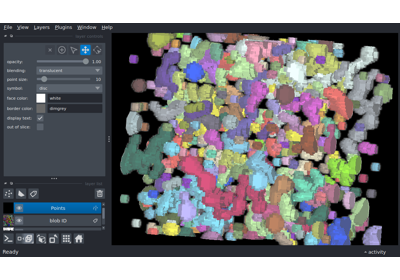 File View Layers Plugins Window Help
opacity: 1.00
blending: translucent
point size: 10
symbol: disc
face color: white
border color: dimgrey
display text: ✓
out of slice:
Points
blob ID
Ready
activity